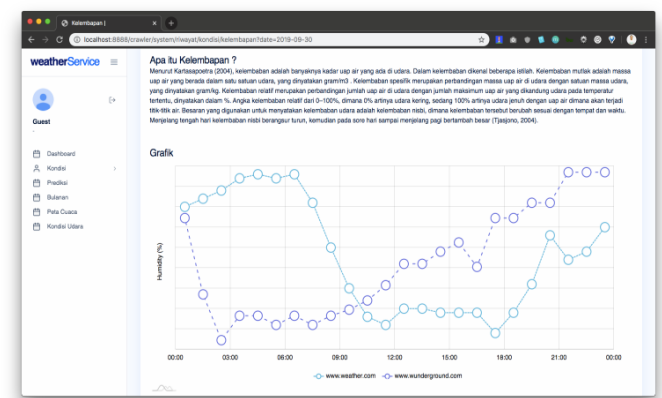 Kelembapan |
localhost:8888/crawler/system/riwayat/kondisi/kelembapan?date=2019-09-30
weatherService
Guest
Dashboard
Kondisi
Prediksi
Bulanan
Peta Cuaca
Kondisi Udara
Apa itu Kelembapan ?
Menurut Kartasapoetra (2004), kelembaban adalah banyaknya kadar uap air yang ada di udara. Dalam kelembaban dikenal beberapa istilah. Kelembaban mutlak adalah massa
uap air yang berada dalam satu satuan udara, yang dinyatakan gram/m3 . Kelembaban spesifik merupakan perbandingan massa uap air di udara dengan satuan massa udara,
yang dinyatakan gram/kg. Kelembaban relatif merupakan perbandingan jumlah uap air di udara dengan jumlah maksimum uap air yang dikandung udara pada temperatur
tertentu, dinyatakan dalam %. Angka kelembaban relatif dari 0–100%, dimana 0% artinya udara kering, sedang 100% artinya udara jenuh dengan uap air dimana akan terjadi
titik-titik air. Besaran yang digunakan untuk menyatakan kelembaban udara adalah kelembaban nisbi, dimana kelembaban tersebut berubah sesuai dengan tempat dan waktu.
Menjelang tengah hari kelembaban nisbi berangsur turun, kemudian pada sore hari sampai menjelang pagi bertambah besar (Tjasjono, 2004).
Grafik
Humidity (%)
00:00 03:00 06:00 09:00 12:00 15:00 18:00 21:00 00:00
www.weather.com www.wunderground.com